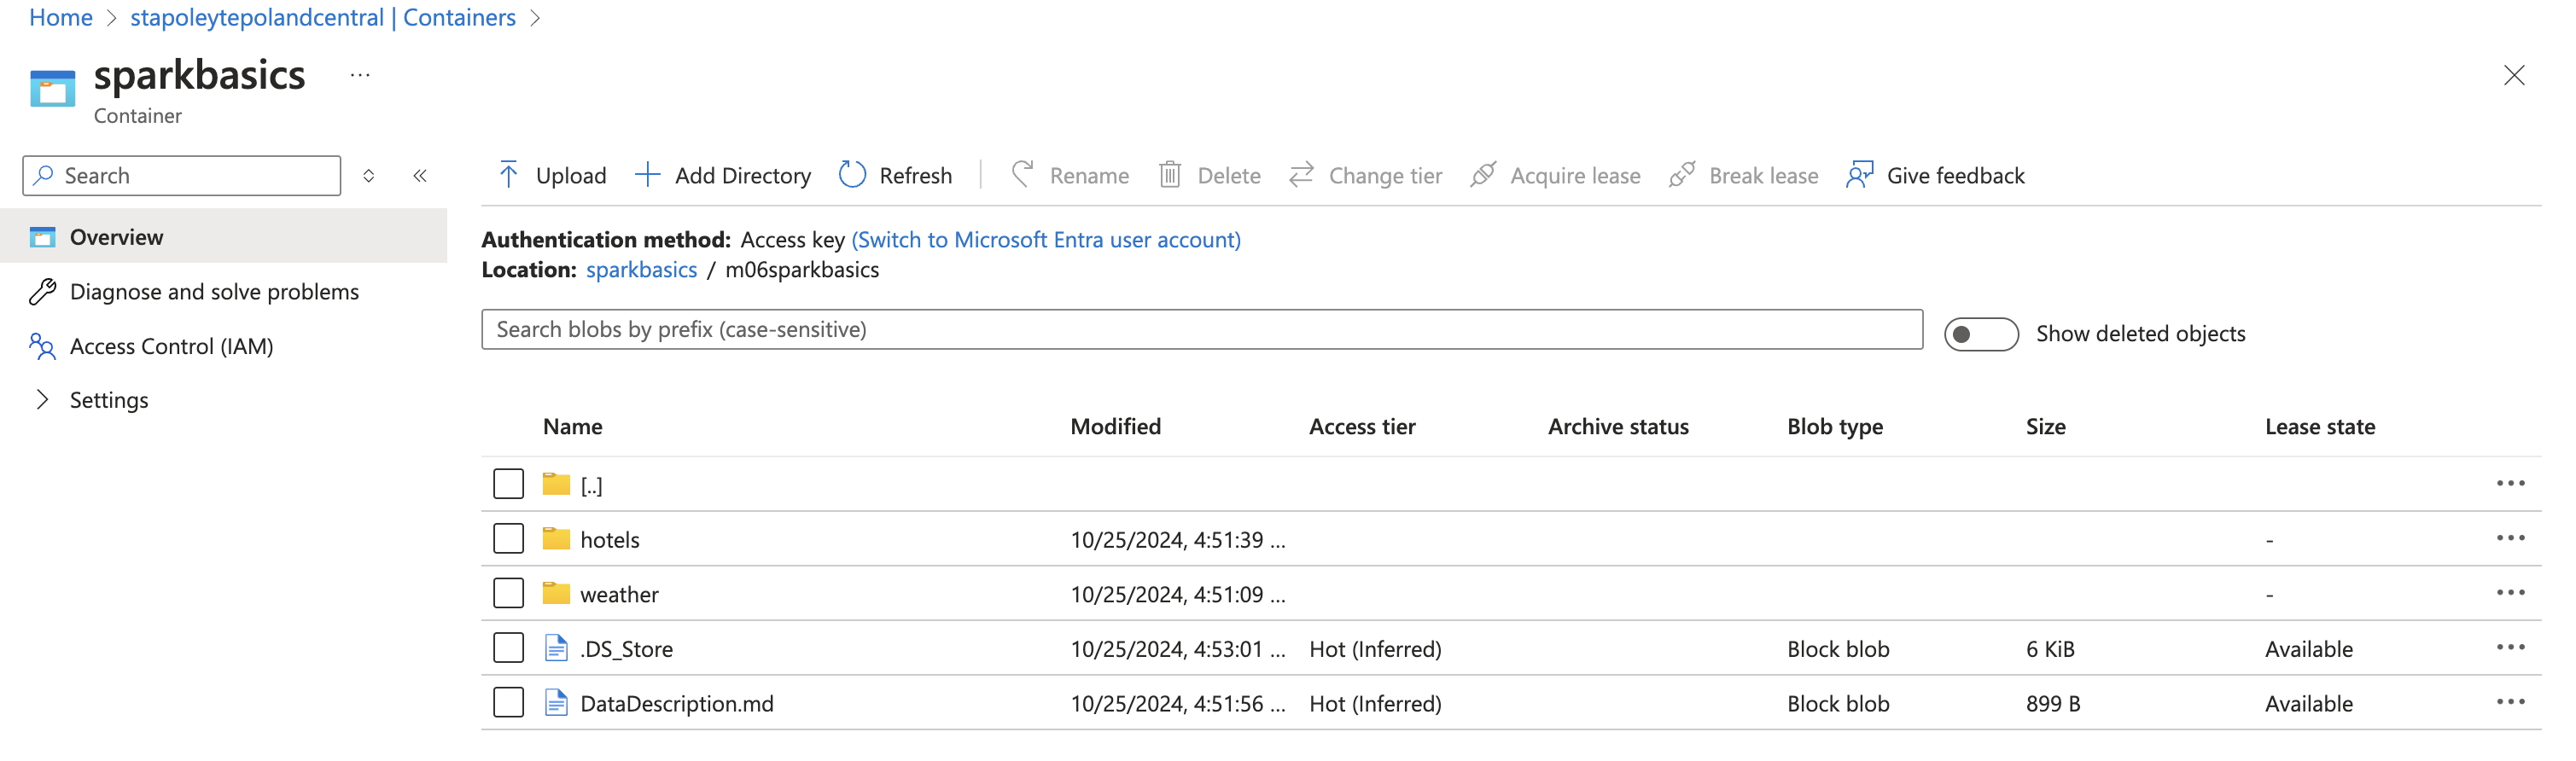 Home > stapoleytepolandcentral | Containers >
sparkbasics ...
Container
Search
Overview
Diagnose and solve problems
Access Control (IAM)
Settings
Upload Add Directory Refresh Rename Delete Change tier Acquire lease Break lease Give feedback
Authentication method: Access key (Switch to Microsoft Entra user account)
Location: sparkbasics / m06sparkbasics
Search blobs by prefix (case-sensitive)
Show deleted objects
Name Modified Access tier Archive status Blob type Size Lease state
[..]
hotels 10/25/2024, 4:51:39 ... -
weather 10/25/2024, 4:51:09 ... -
.DS_Store 10/25/2024, 4:53:01 ... Hot (Inferred) Block blob 6 KiB Available
DataDescription.md 10/25/2024, 4:51:56 ... Hot (Inferred) Block blob 899 B Available